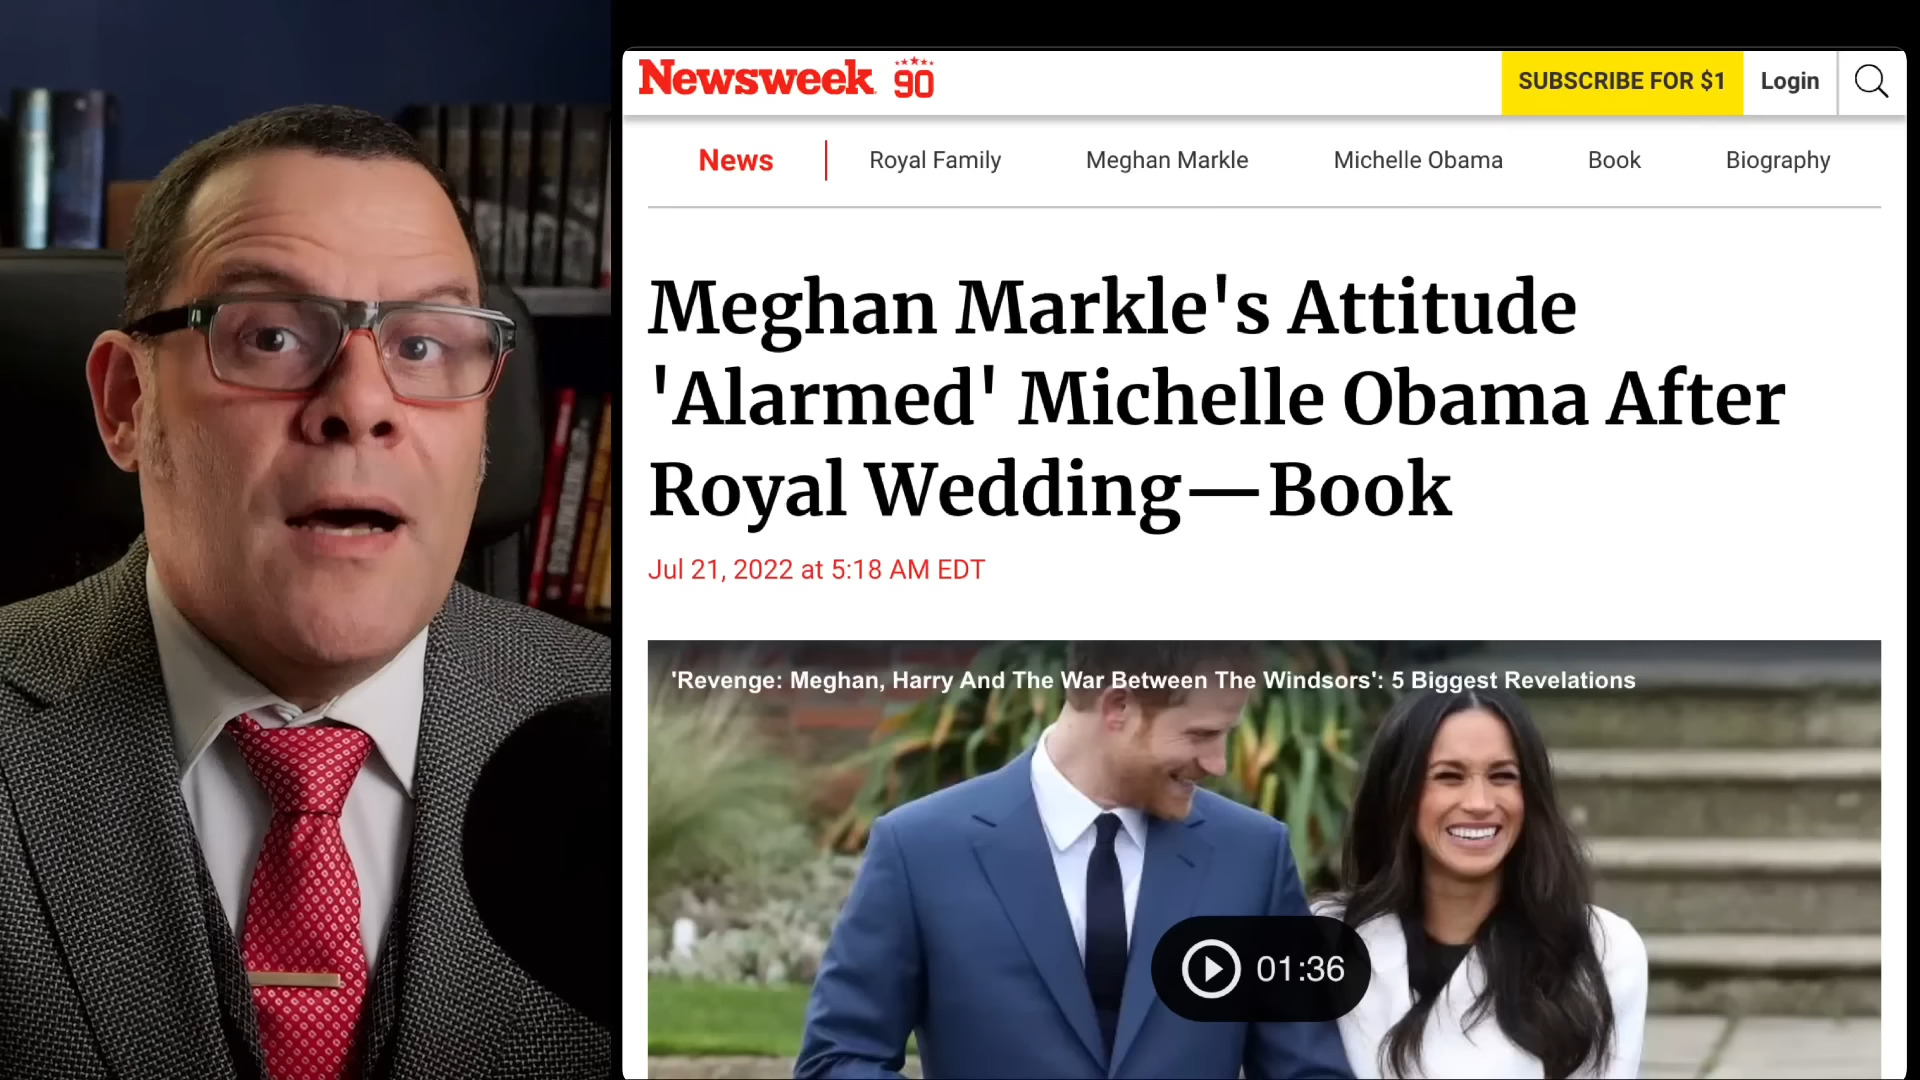 Newsweek 90
SUBSCRIBE FOR $1
Login
News
Royal Family
Meghan Markle
Michelle Obama
Book
Biography
Meghan Markle's Attitude
'Alarmed' Michelle Obama After
Royal Wedding—Book
Jul 21, 2022 at 5:18 AM EDT
'Revenge: Meghan, Harry And The War Between The Windsors': 5 Biggest Revelations
01:36